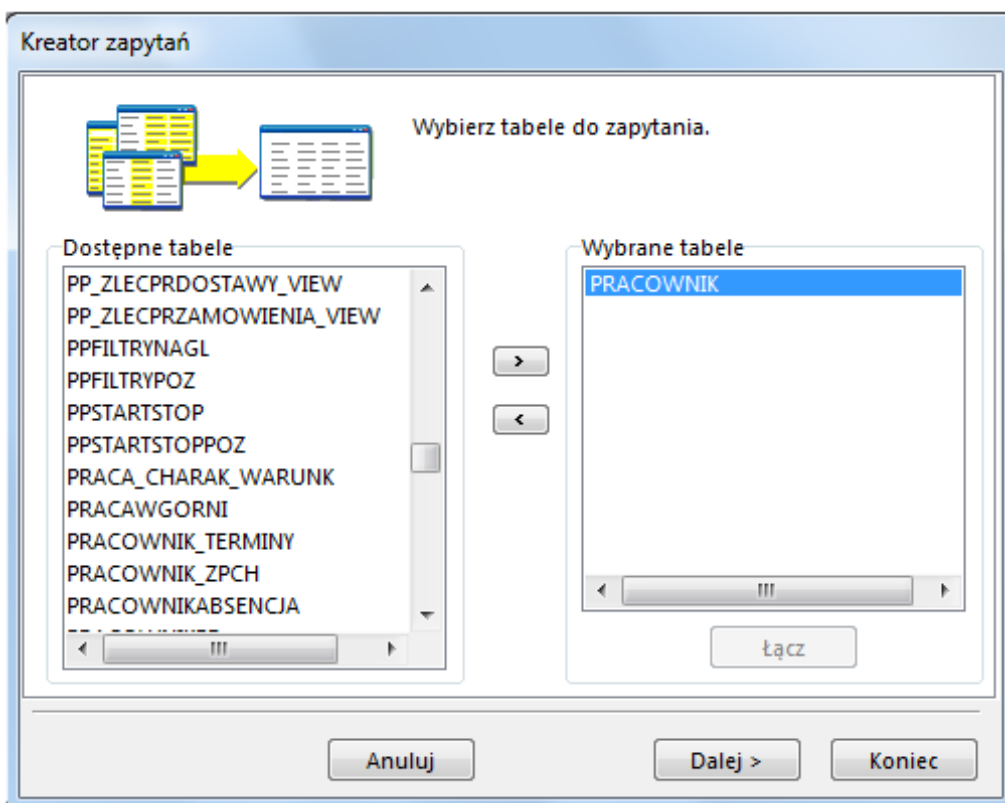 Kreator zapytań
Wybierz tabele do zapytania.
Dostępne tabele
PP_ZLECPRDOSTAWY_VIEW
PP_ZLECPRZAMOWIENIA_VIEW
PPFILTRYNAGL
PPFILTRYPOZ
PPSTARTSTOP
PPSTARTSTOPPOZ
PRACA_CHARAK_WARUNK
PRACAWGORNI
PRACOWNIK_TERMINY
PRACOWNIK_ZPCH
PRACOWNIKABSENCJA
>
<
Wybrane tabele
PRACOWNIK
Łącz
Anuluj
Dalej >
Koniec